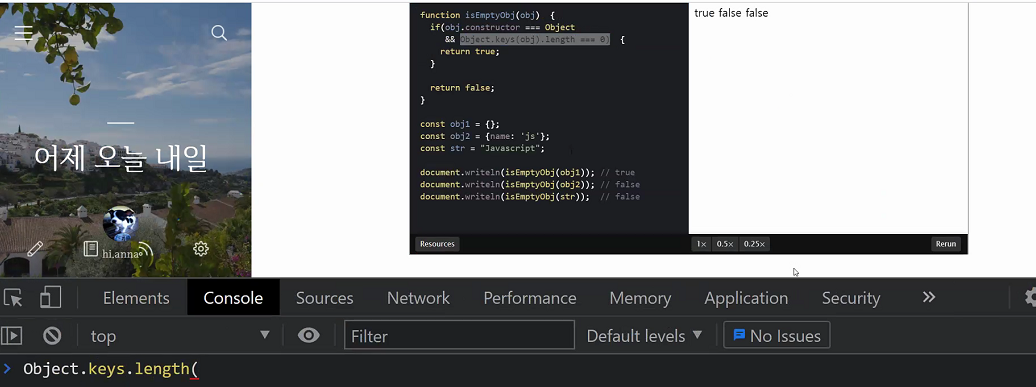 어제 오늘 내일
hi.anna
function isEmptyObj(obj) {
if(obj.constructor === Object
&& Object.keys(obj).length === 0) {
return true;
}
return false;
}
const obj1 = {};
const obj2 = {name: 'js'};
const str = "Javascript";
document.writeln(isEmptyObj(obj1)); // true
document.writeln(isEmptyObj(obj2)); // false
document.writeln(isEmptyObj(str)); // false
Resources
true false false
1× 0.5× 0.25× Rerun
Elements Console Sources Network Performance Memory Application Security »
top Filter Default levels No Issues
> Object.keys.length(